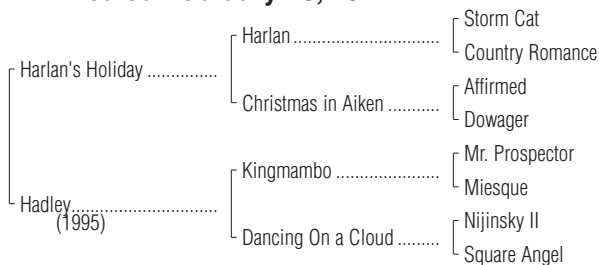 Storm Cat
Harlan ................................
Country Romance
Harlan's Holiday ...............
Affirmed
Christmas in Aiken ...........
Dowager
Mr. Prospector
Kingmambo ......................
Miesque
Hadley................................
(1995)
Nijinsky II
Dancing On a Cloud .........
Square Angel